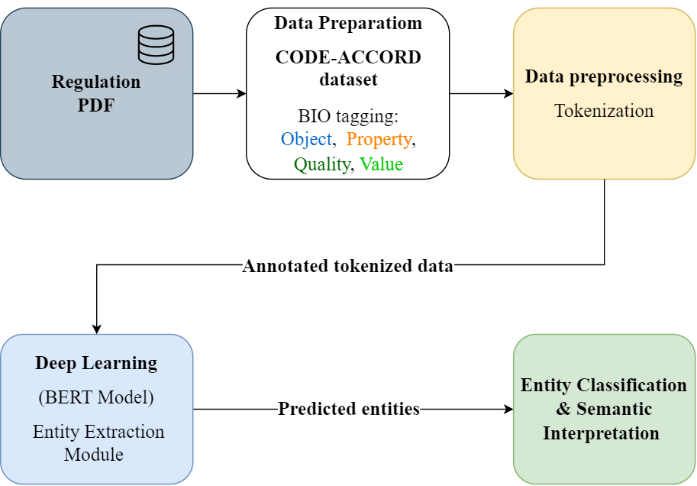 Regulation
PDF
Data Preparatiom
CODE-ACCORD
dataset
BIO tagging:
Object, Property,
Quality, Value
Data preprocessing
Tokenization
Annotated tokenized data
Deep Learning
(BERT Model)
Entity Extraction
Module
Predicted entities
Entity Classification
& Semantic
Interpretation